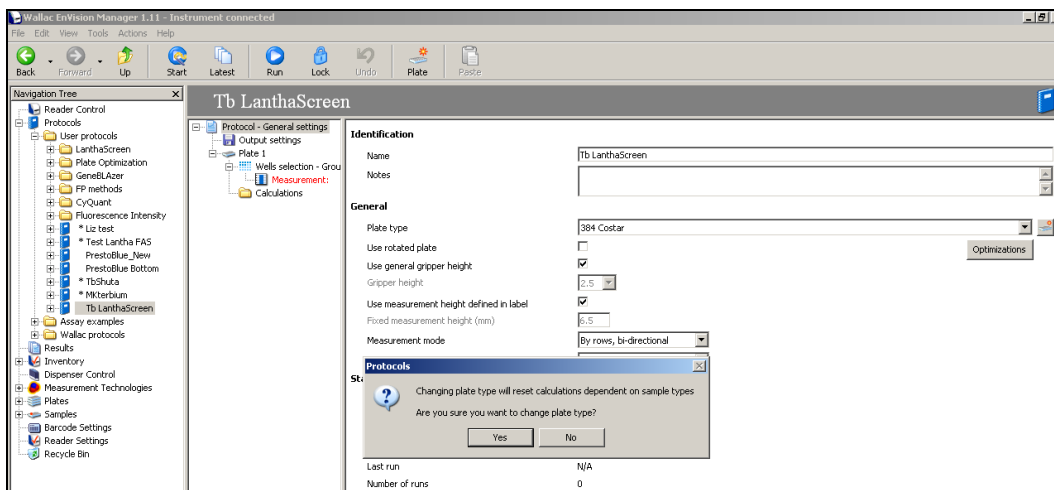 Wallac EnVision Manager 1.11 - Instrument connected
File Edit View Tools Actions Help
Back Forward Up Start Latest Run Lock Undo Plate Paste
Navigation Tree
Reader Control
Protocols
User protocols
LanthaScreen
Plate Optimization
GeneBLAzer
FP methods
CyQuant
Fluorescence Intensity
* Liz test
* Test Lantha FAS
PrestoBlue_New
PrestoBlue Bottom
* TbShuta
* MKterbium
Tb LanthaScreen
Assay examples
Wallac protocols
Results
Inventory
Dispenser Control
Measurement Technologies
Plates
Samples
Barcode Settings
Reader Settings
Recycle Bin
Tb LanthaScreen
Protocol - General settings
Output settings
Plate 1
Wells selection - Grou
Measurement:
Calculations
Identification
Name Tb LanthaScreen
Notes
General
Plate type 384 Costar
Use rotated plate
Optimizations
Use general gripper height
Gripper height 2.5
Use measurement height defined in label
Fixed measurement height (mm) 6.5
Measurement mode By rows, bi-directional
Protocols
Changing plate type will reset calculations dependent on sample types
Are you sure you want to change plate type?
Yes No
Last run N/A
Number of runs 0